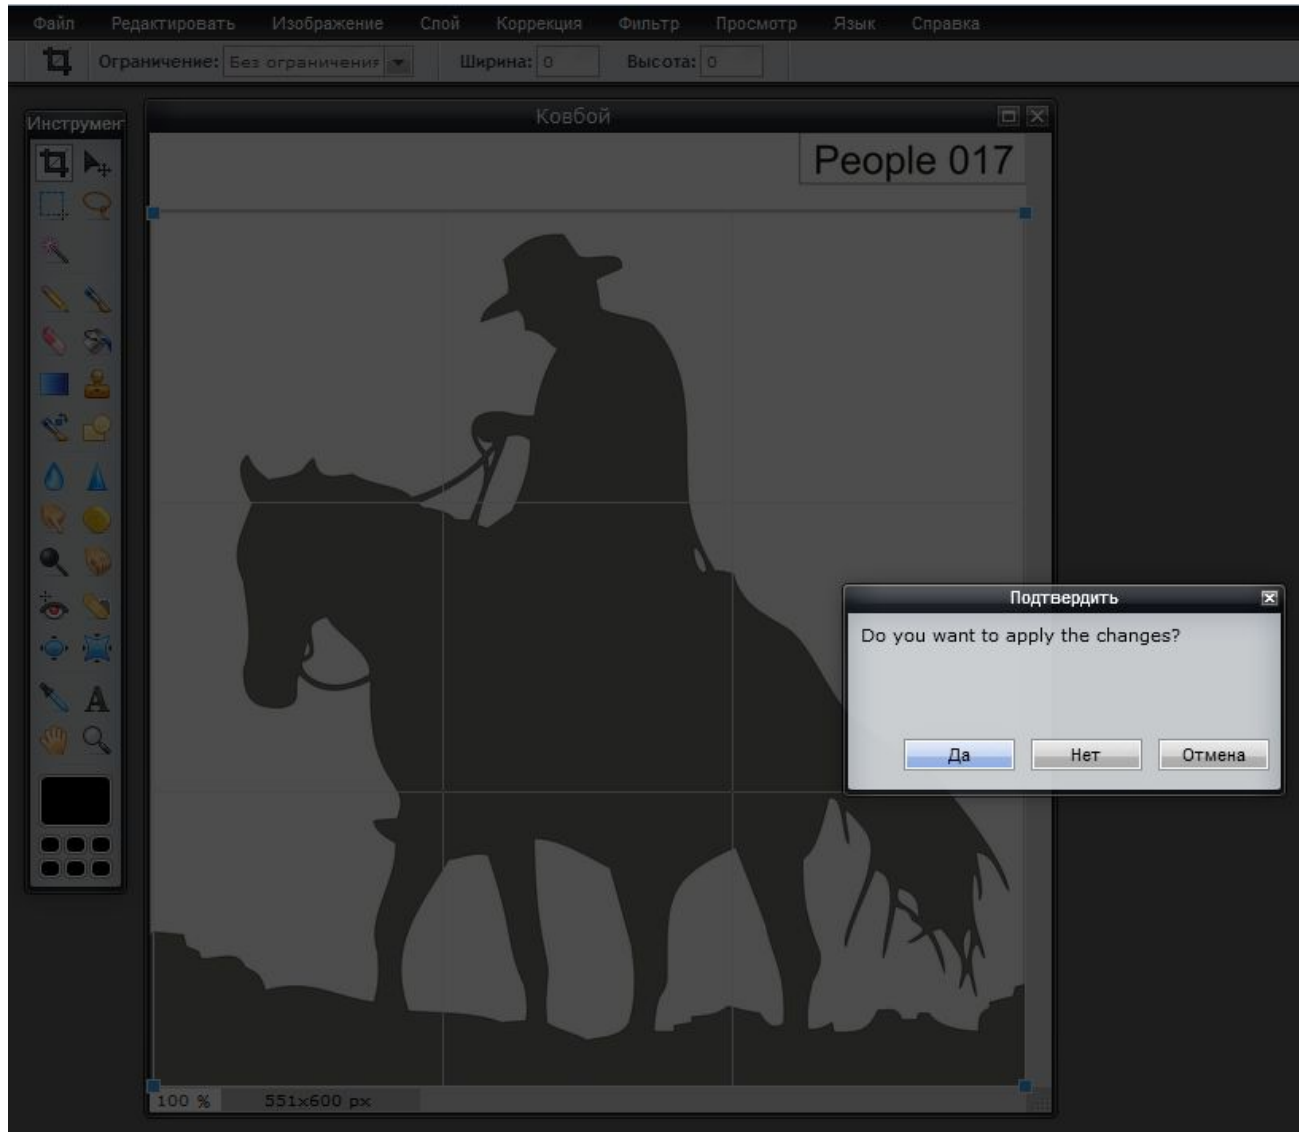 Файл Редактировать Изображение Слой Коррекция Фильтр Просмотр Язык Справка
Ограничение: Без ограничения Ширина: 0 Высота: 0
Инструмен
Ковбой
People 017
Подтвердить
Do you want to apply the changes?
Да Нет Отмена
100 % 551x600 px